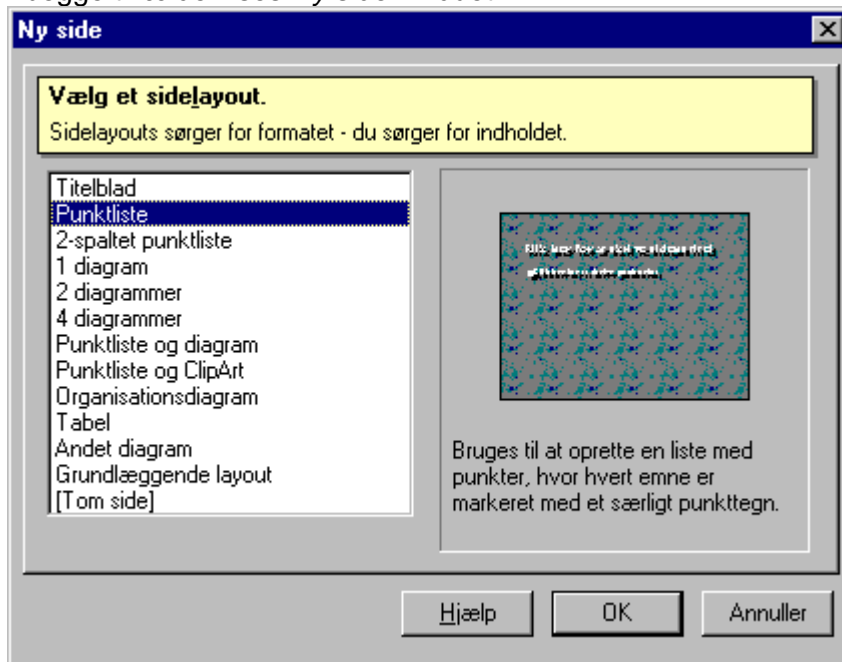 Ny side
Vælg et sidelayout.
Sidelayouts sørger for formatet - du sørger for indholdet.
Titelblad
Punktliste
2-spaltet punktliste
1 diagram
2 diagrammer
4 diagrammer
Punktliste og diagram
Punktliste og ClipArt
Organisationsdiagram
Tabel
Andet diagram
Grundlæggende layout
[Tom side]
Bruges til at oprette en liste med
punkter, hvor hvert emne er
markeret med et særligt punkttegn.
Hjælp
OK
Annuller